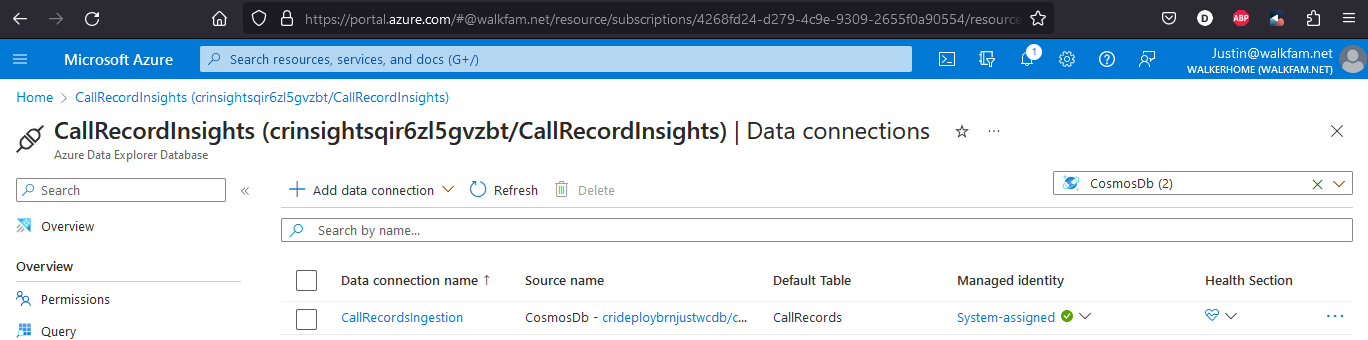 https://portal.azure.com/#@walkfam.net/resource/subscriptions/4268fd24-d279-4c9e-9309-2655f0a90554/resource
D
ABP
Microsoft Azure
Search resources, services, and docs (G+/)
1
Justin@walkfam.net
WALKERHOME (WALKFAM.NET)
Home > CallRecordInsights (crinsightsqir6zl5gvzbt/CallRecordInsights)
CallRecordInsights (crinsightsqir6zl5gvzbt/CallRecordInsights) | Data connections
Azure Data Explorer Database
Search
Add data connection Refresh Delete
CosmosDb (2)
Overview
Search by name...
Overview
Permissions
Query
Data connection name ↑ Source name Default Table Managed identity Health Section
CallRecordsIngestion CosmosDb - crideploybrnjustwcdb/c... CallRecords System-assigned